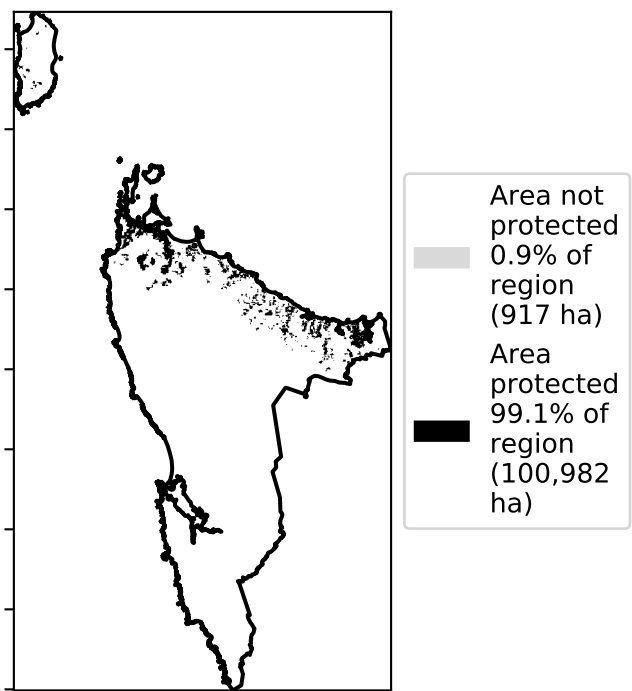 Area not
protected
0.9% of
region
(917 ha)
Area
protected
99.1% of
region
(100,982
ha)